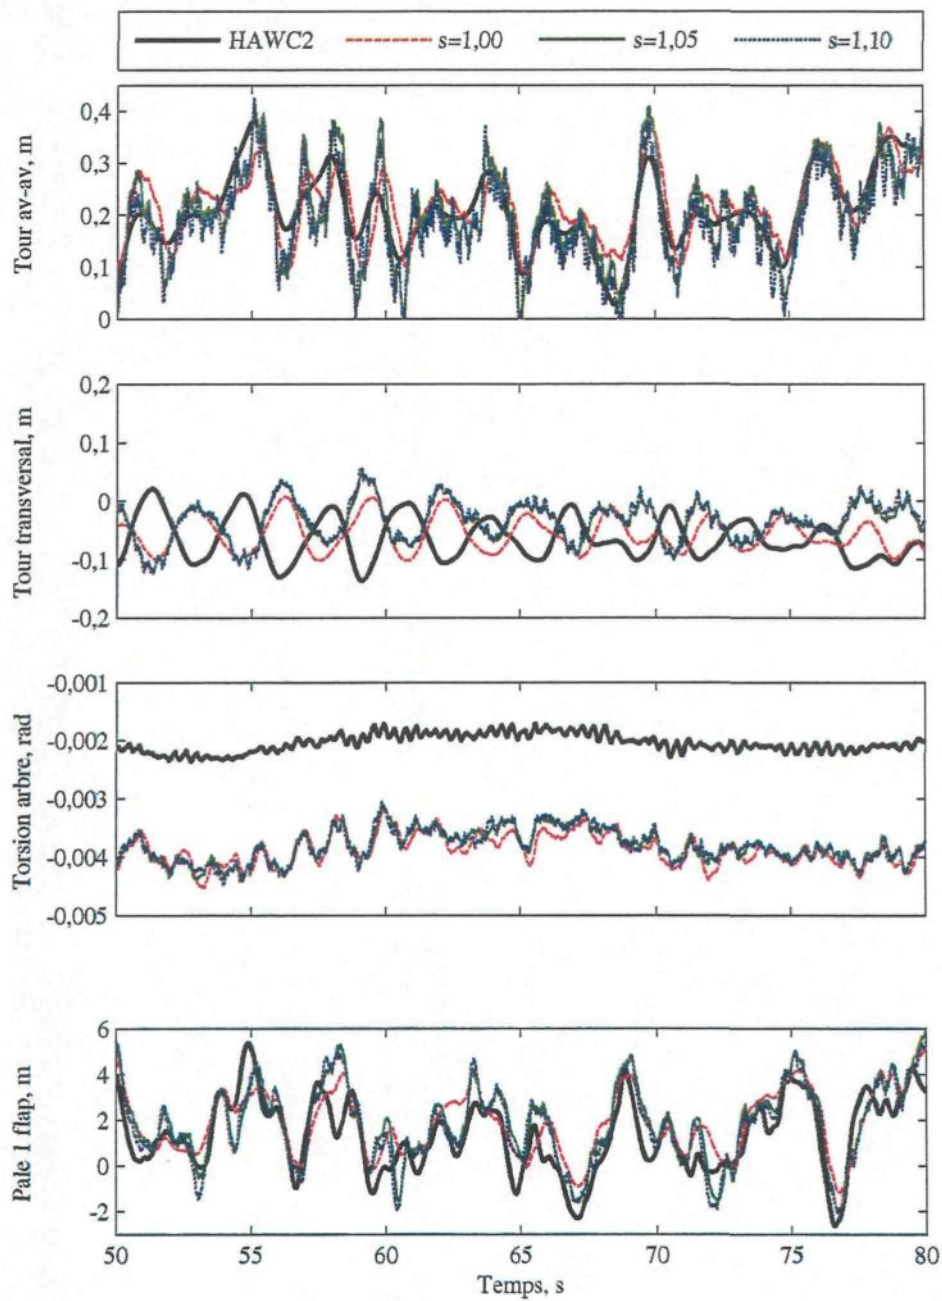 HAWC2 s=1,00 s=1,05 s=1,10
Tour av-av, m
0,4
0,3
0,2
0,1
0
Tour transversal, m
0,2
0,1
0
-0,1
-0,2
Torsion arbre, rad
-0,001
-0,002
-0,003
-0,004
-0,005
Pale 1 flap, m
6
4
2
0
-2
50 55 60 65 70 75 80
Temps, s